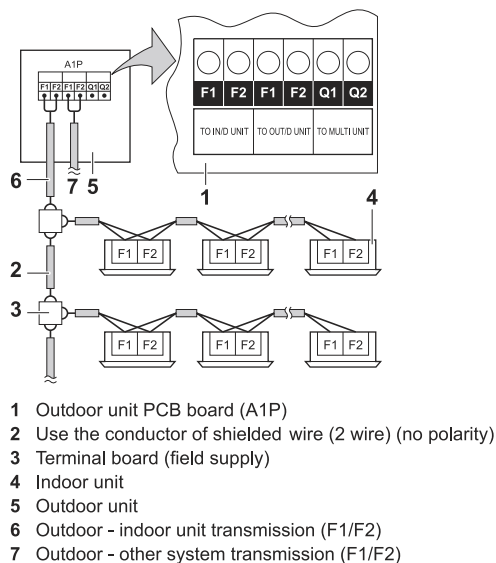 A1P
F1 F2 F1 F2 Q1 Q2
F1 F2 F1 F2 Q1 Q2
TO IN/D UNIT TO OUT/D UNIT TO MULTI UNIT
6 7 5 1 4
F1 F2 F1 F2 F1 F2
2
3
F1 F2 F1 F2 F1 F2
1 Outdoor unit PCB board (A1P)
2 Use the conductor of shielded wire (2 wire) (no polarity)
3 Terminal board (field supply)
4 Indoor unit
5 Outdoor unit
6 Outdoor - indoor unit transmission (F1/F2)
7 Outdoor - other system transmission (F1/F2)